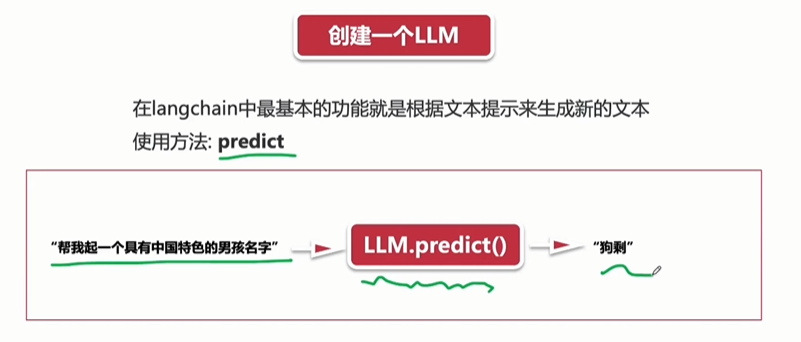 创建一个LLM
在langchain中最基本的功能就是根据文本提示来生成新的文本
使用方法: predict
“帮我起一个具有中国特色的男孩名字”
LLM.predict()
“狗剩”